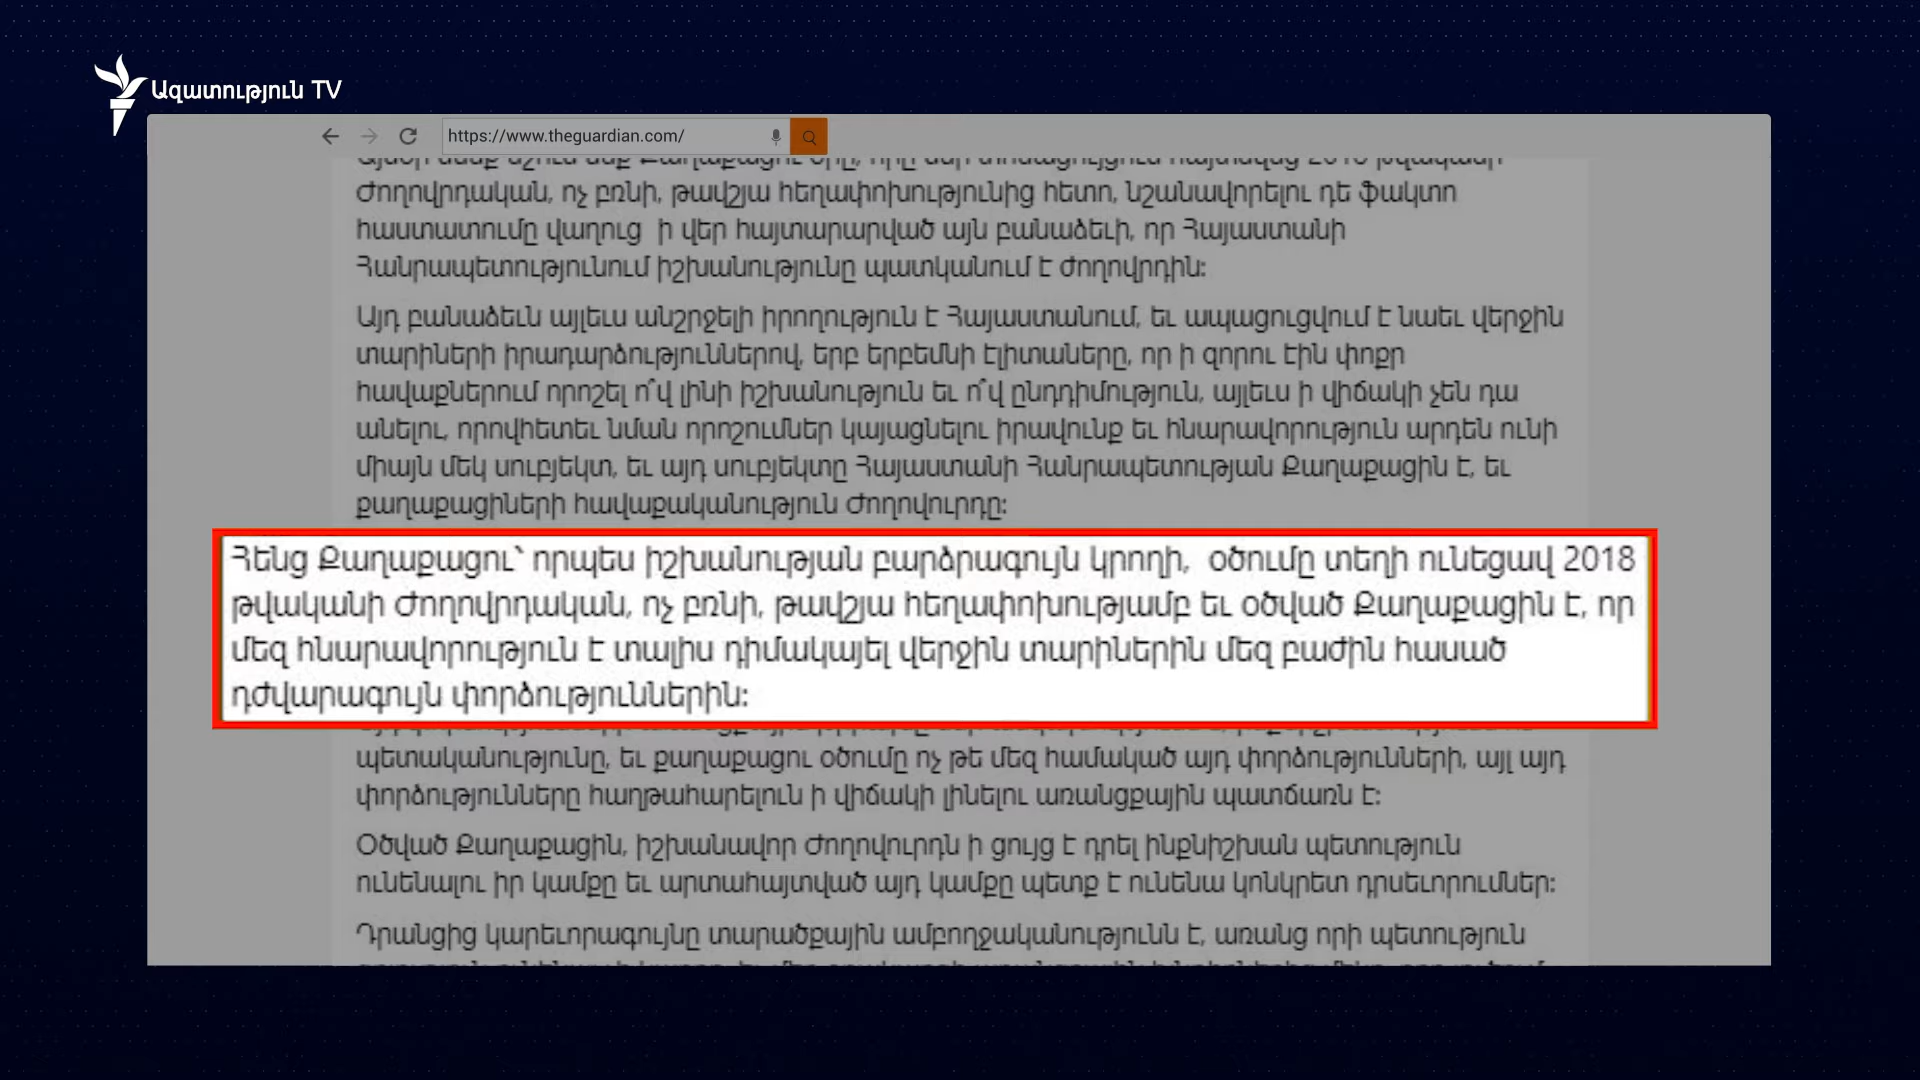 Ազատություն TV
https://www.theguardian.com/
Ժողովրդական, ոչ բռնի, թավշյա հեղափոխությունից հետո, նշանավորելու դե ֆակտո
հաստատումը վաղուց ի վեր հայտարարված այն բանաձեւի, որ Հայաստանի
Հանրապետությունում իշխանությունը պատկանում է ժողովրդին:
Այդ բանաձեւն այլեւս անշրջելի իրողություն է Հայաստանում, եւ ապացուցվում է նաեւ վերջին
տարիների իրադարձություններով, երբ երբեմնի էլիտաները, որ ի զորու էին փոքր
հավաքներում որոշել ո՞վ լինի իշխանություն եւ ո՞վ ընդդիմություն, այլեւս ի վիճակի չեն դա
անելու, որովհետեւ նման որոշումներ կայացնելու իրավունք եւ հնարավորություն արդեն ունի
միայն մեկ սուբյեկտ, եւ այդ սուբյեկտը Հայաստանի Հանրապետության Քաղաքացին է, եւ
քաղաքացիների հավաքականություն Ժողովուրդը:
Հենց Քաղաքացու՝ որպես իշխանության բարձրագույն կրողի, օծումը տեղի ունեցավ 2018
թվականի Ժողովրդական, ոչ բռնի, թավշյա հեղափոխությամբ եւ օծված Քաղաքացին է, որ
մեզ հնարավորություն է տալիս դիմակայել վերջին տարիներին մեզ բաժին հասած
դժվարագույն փորձություններին:
պետականությունը, եւ քաղաքացու օծումը ոչ թե մեզ համակած այդ փորձությունների, այլ այդ
փորձությունները հաղթահարելուն ի վիճակի լինելու առանցքային պատճառն է:
Օծված Քաղաքացին, իշխանավոր Ժողովուրդն ի ցույց է դրել ինքնիշխան պետություն
ունենալու իր կամքը եւ արտահայտված այդ կամքը պետք է ունենա կոնկրետ դրսեւորումներ:
Դրանցից կարեւորագույնը տարածքային ամբողջականությունն է, առանց որի պետություն